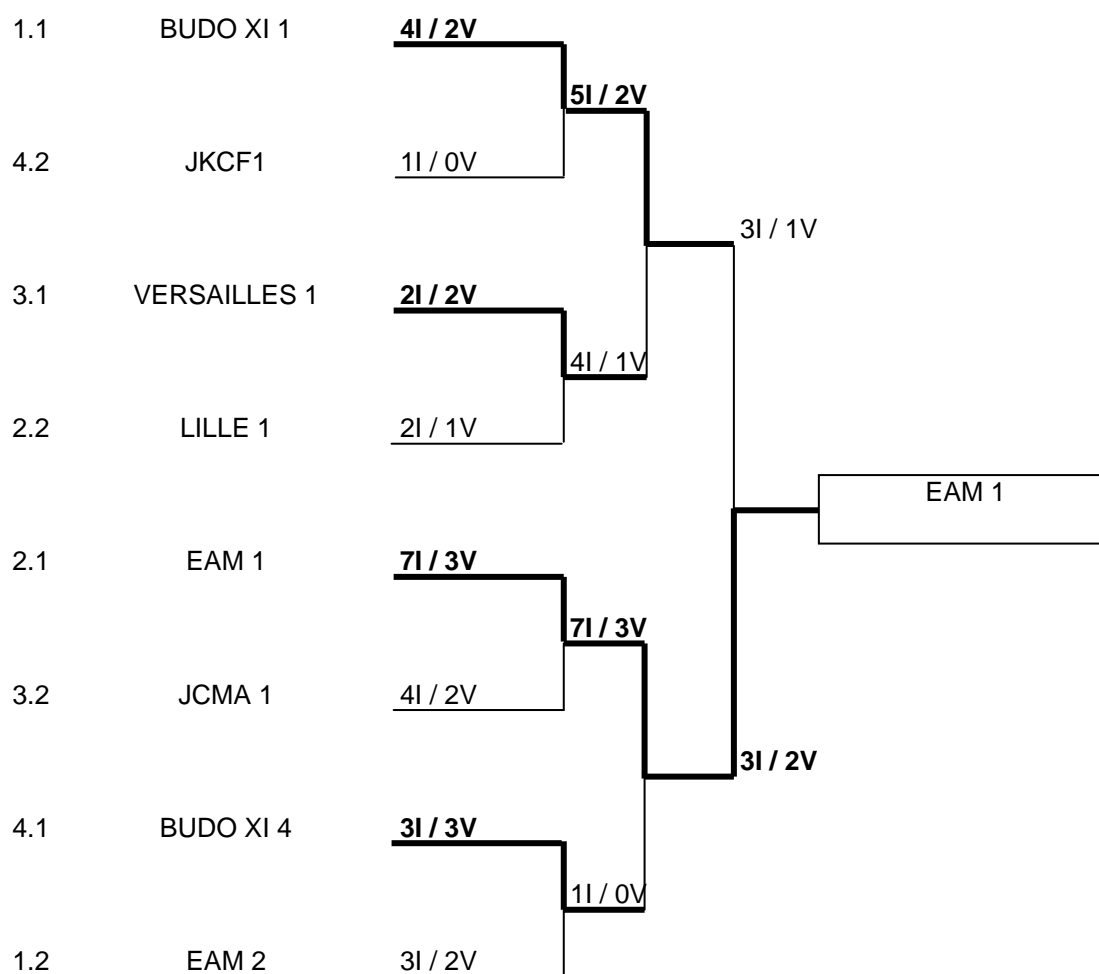 1.1 BUDO XI 1 4I / 2V
5I / 2V
4.2 JKCF1 1I / 0V
3I / 1V
3.1 VERSAILLES 1 2I / 2V
4I / 1V
2.2 LILLE 1 2I / 1V
EAM 1
2.1 EAM 1 7I / 3V
7I / 3V
3.2 JCMA 1 4I / 2V
3I / 2V
4.1 BUDO XI 4 3I / 3V
1I / 0V
1.2 EAM 2 3I / 2V